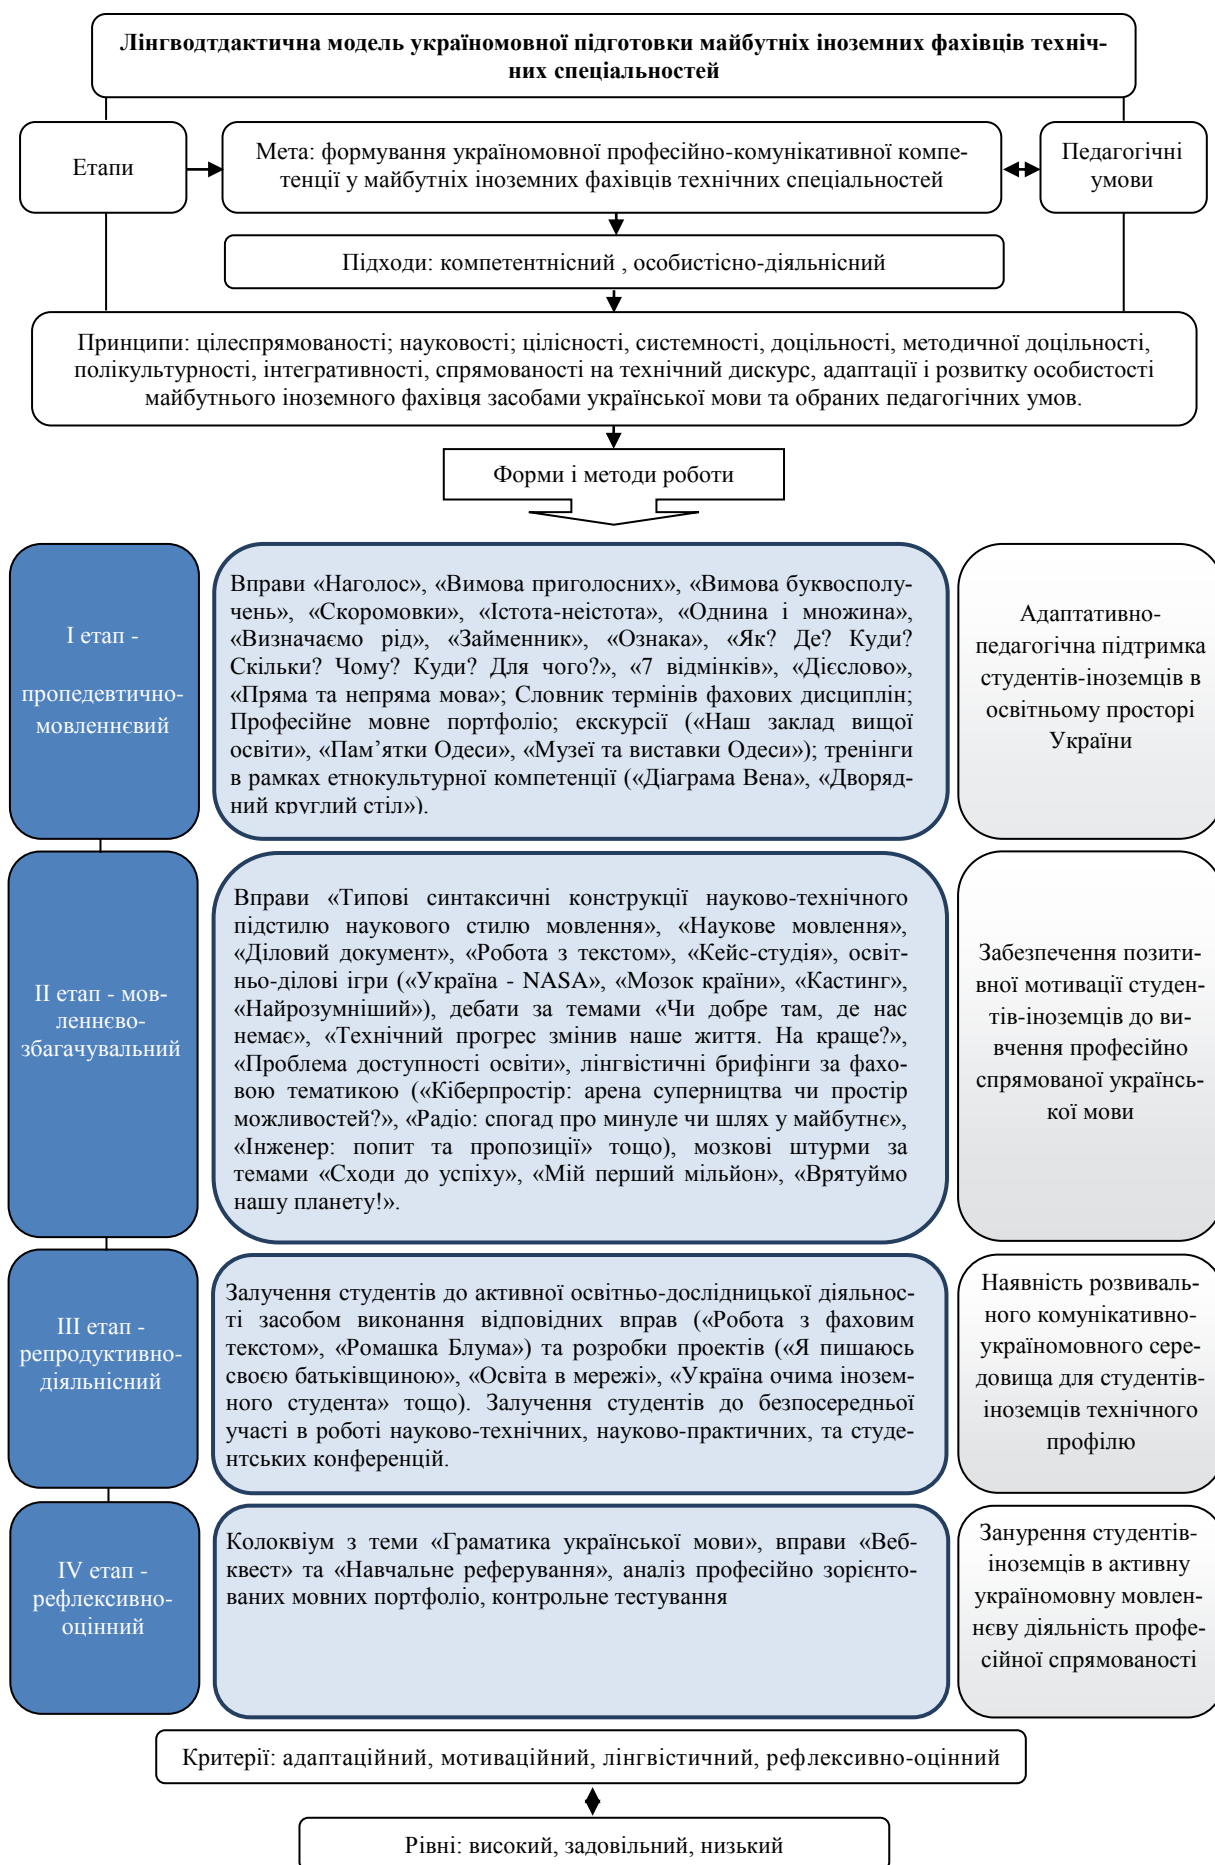 Лінгводтдактична модель україномовної підготовки майбутніх іноземних фахівців техніч-
них спеціальностей
Етапи
Мета: формування україномовної професійно-комунікативної компе-
тенції у майбутніх іноземних фахівців технічних спеціальностей
Педагогічні
умови
Підходи: компетентнісний , особистісно-діяльнісний
Принципи: цілеспрямованості; науковості; цілісності, системності, доцільності, методичної доцільності,
полікультурності, інтегративності, спрямованості на технічний дискурс, адаптації і розвитку особистості
майбутнього іноземного фахівця засобами української мови та обраних педагогічних умов.
Форми і методи роботи
І етап -
пропедевтично-
мовленнєвий
Вправи «Наголос», «Вимова приголосних», «Вимова буквосполу-
чень», «Скоромовки», «Істота-неістота», «Однина і множина»,
«Визначаємо рід», «Займенник», «Ознака», «Як? Де? Куди?
Скільки? Чому? Куди? Для чого?», «7 відмінків», «Дієслово»,
«Пряма та непряма мова»; Словник термінів фахових дисциплін;
Професійне мовне портфоліо; екскурсії («Наш заклад вищої
освіти», «Пам’ятки Одеси», «Музеї та виставки Одеси»); тренінги
в рамках етнокультурної компетенції («Діаграма Вена», «Дворяд-
ний круглий стіл»).
Адаптативно-
педагогічна підтримка
студентів-іноземців в
освітньому просторі
України
ІІ етап - мов-
леннєво-
збагачувальний
Вправи «Типові синтаксичні конструкції науково-технічного
підстилю наукового стилю мовлення», «Наукове мовлення»,
«Діловий документ», «Робота з текстом», «Кейс-студія», освіт-
ньо-ділові ігри («Україна - NASA», «Мозок країни», «Кастинг»,
«Найрозумніший»), дебати за темами «Чи добре там, де нас
немає», «Технічний прогрес змінив наше життя. На краще?»,
«Проблема доступності освіти», лінгвістичні брифінги за фахо-
вою тематикою («Кіберпростір: арена суперництва чи простір
можливостей?», «Радіо: спогад про минуле чи шлях у майбутнє»,
«Інженер: попит та пропозиції» тощо), мозкові штурми за
темами «Сходи до успіху», «Мій перший мільйон», «Врятуймо
нашу планету!».
Забезпечення позити-
вної мотивації студен-
тів-іноземців до ви-
вчення професійно
спрямованої українсь-
кої мови
ІІІ етап -
репродуктивно-
діяльнісний
Залучення студентів до активної освітньо-дослідницької діяльнос-
ті засобом виконання відповідних вправ («Робота з фаховим
текстом», «Ромашка Блума») та розробки проектів («Я пишаюсь
своєю батьківщиною», «Освіта в мережі», «Україна очима інозем-
ного студента» тощо). Залучення студентів до безпосередньої
участі в роботі науково-технічних, науково-практичних, та студе-
нтських конференцій.
Наявність розвиваль-
ного комунікативно-
україномовного сере-
довища для студентів-
іноземців технічного
профілю
IV етап -
рефлексивно-
оцінний
Колоквіум з теми «Граматика української мови», вправи «Веб-
квест» та «Навчальне реферування», аналіз професійно зорієнто-
ваних мовних портфоліо, контрольне тестування
Занурення студентів-
іноземців в активну
україномовну мовлен-
нєву діяльність профе-
сійної спрямованості
Критерії: адаптаційний, мотиваційний, лінгвістичний, рефлексивно-оцінний
Рівні: високий, задовільний, низький